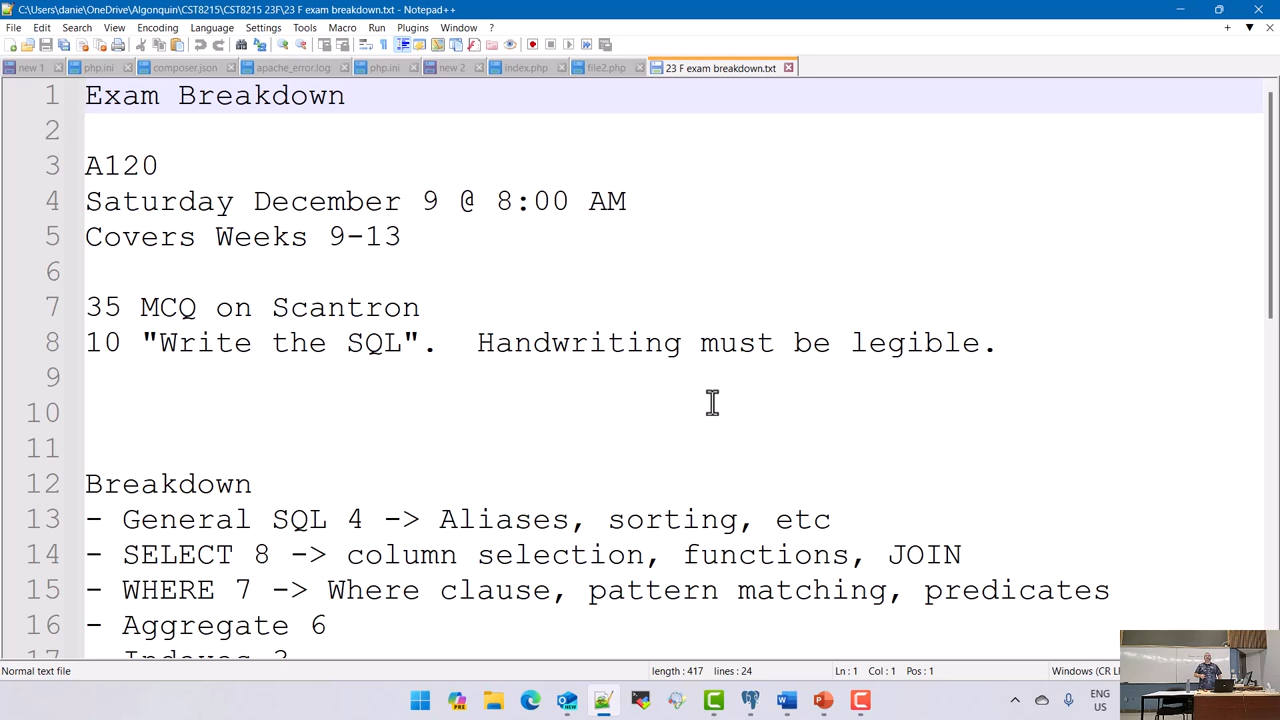 C:\Users\danie\OneDrive\Algonquin\CST8215\CST8215 23F\23 F exam breakdown.txt - Notepad++
File Edit Search View Encoding Language Settings Tools Macro Run Plugins Window ?
new 1 php.ini composer.json apache_error.log php.ini new 2 index.php file2.php 23 F exam breakdown.txt
1 Exam Breakdown
2
3 A120
4 Saturday December 9 @ 8:00 AM
5 Covers Weeks 9-13
6
7 35 MCQ on Scantron
8 10 "Write the SQL".  Handwriting must be legible.
9
10
11
12 Breakdown
13 - General SQL 4 -> Aliases, sorting, etc
14 - SELECT 8 -> column selection, functions, JOIN
15 - WHERE 7 -> Where clause, pattern matching, predicates
16 - Aggregate 6
17 - Indexes
Normal text file length : 417 lines : 24 Ln : 1 Col : 1 Pos : 1 Windows (CR LF
PRE NEW ENG
US